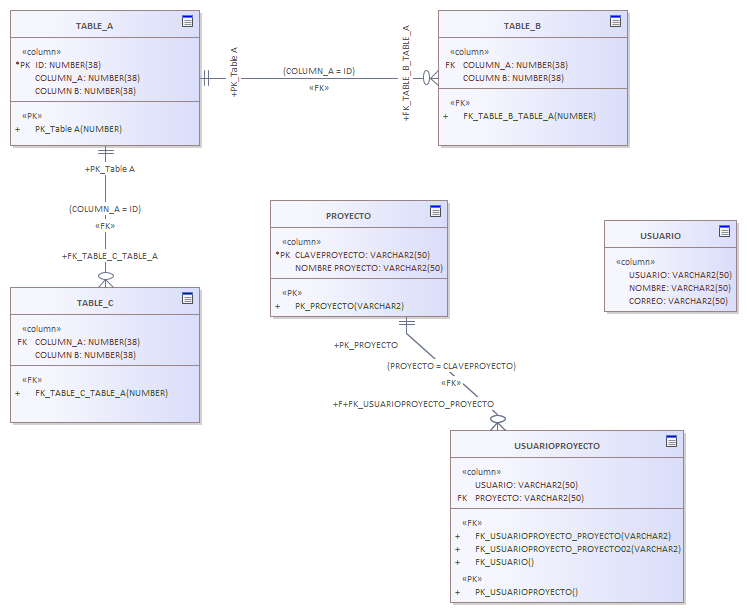 TABLE_A
«column»
*PK ID: NUMBER(38)
COLUMN_A: NUMBER(38)
COLUMN B: NUMBER(38)
«PK»
+ PK_Table A(NUMBER)
+PK_Table A
{COLUMN_A = ID}
«FK»
+FK_TABLE_B_TABLE_A
TABLE_B
«column»
FK COLUMN_A: NUMBER(38)
COLUMN B: NUMBER(38)
«FK»
+ FK_TABLE_B_TABLE_A(NUMBER)
+PK_Table A
{COLUMN_A = ID}
«FK»
+FK_TABLE_C_TABLE_A
TABLE_C
«column»
FK COLUMN_A: NUMBER(38)
COLUMN B: NUMBER(38)
«FK»
+ FK_TABLE_C_TABLE_A(NUMBER)
PROYECTO
«column»
*PK CLAVEPROYECTO: VARCHAR2(50)
NOMBRE PROYECTO: VARCHAR2(50)
«PK»
+ PK_PROYECTO(VARCHAR2)
USUARIO
«column»
USUARIO: VARCHAR2(50)
NOMBRE: VARCHAR2(50)
CORREO: VARCHAR2(50)
+PK_PROYECTO
(PROYECTO = CLAVEPROYECTO)
«FK»
+F+FK_USUARIOPROYECTO_PROYECTO
USUARIOPROYECTO
«column»
USUARIO: VARCHAR2(50)
FK PROYECTO: VARCHAR2(50)
«FK»
+ FK_USUARIOPROYECTO_PROYECTO(VARCHAR2)
+ FK_USUARIOPROYECTO_PROYECTO02(VARCHAR2)
+ FK_USUARIO()
«PK»
+ PK_USUARIOPROYECTO()